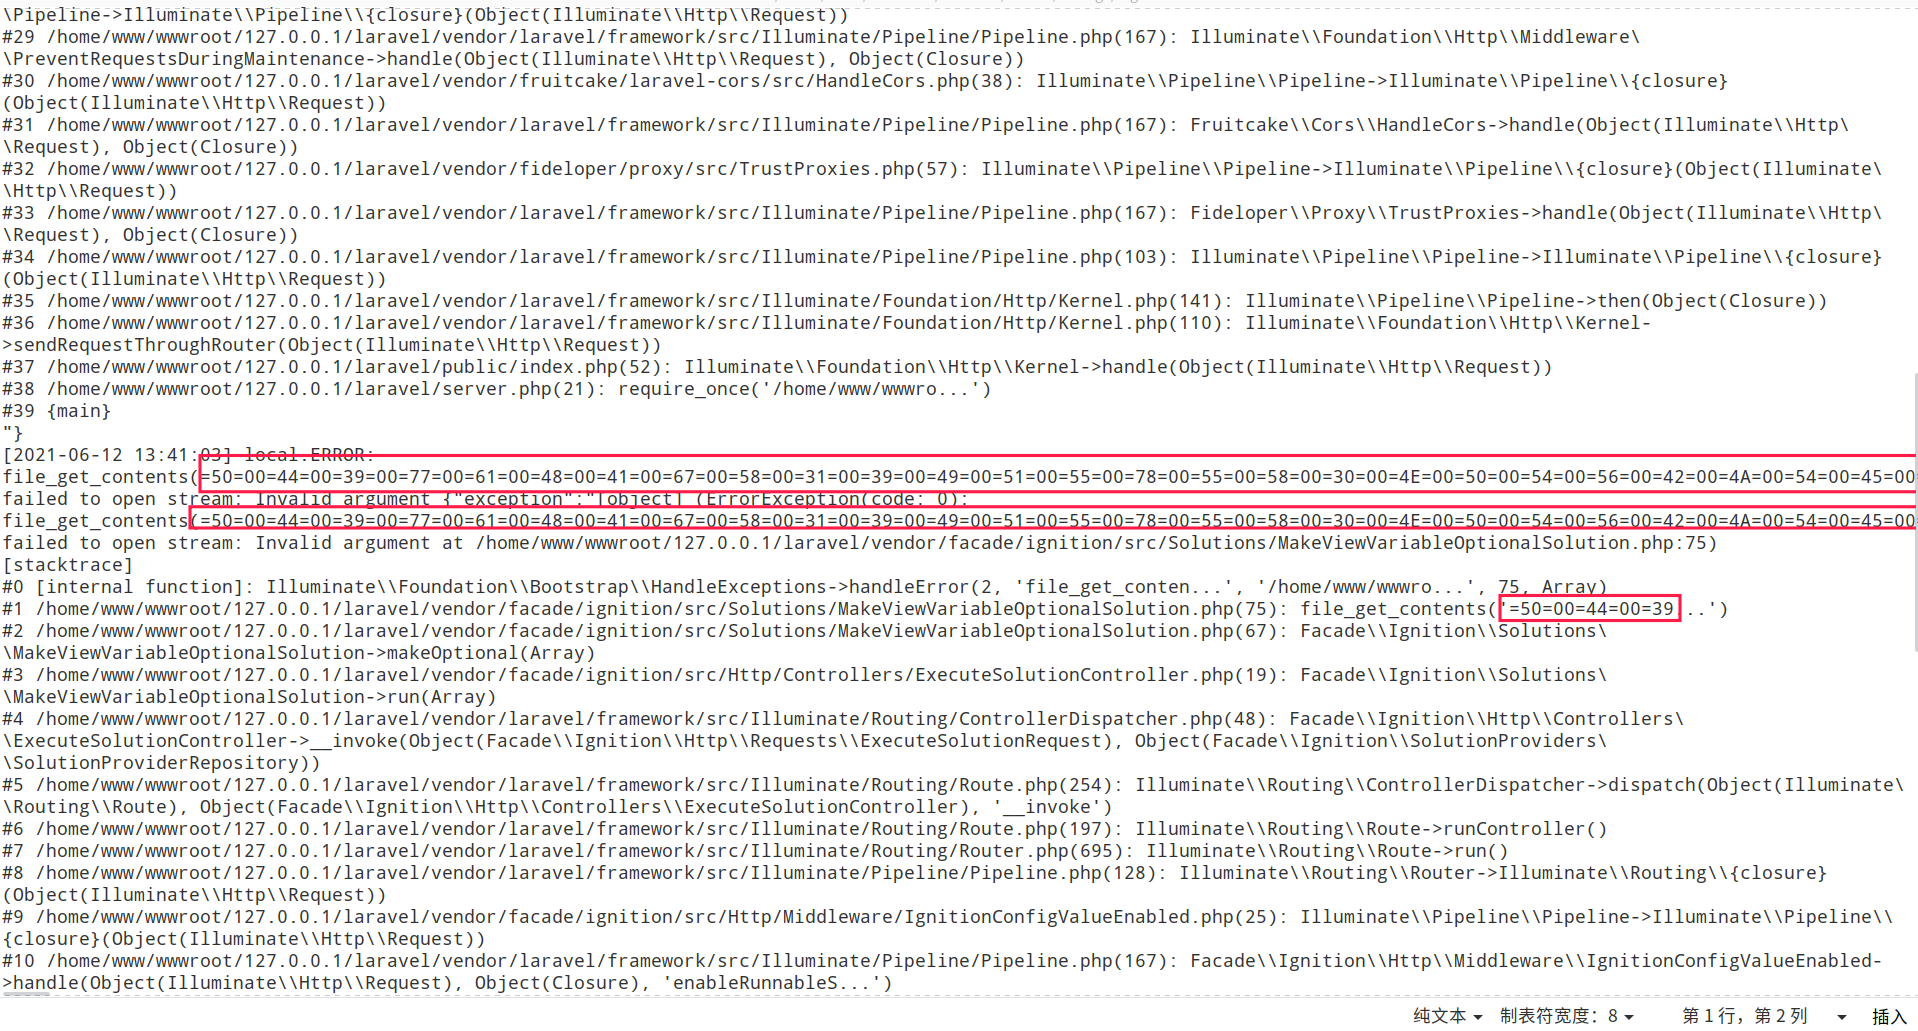 \Pipeline->Illuminate\\Pipeline\\{closure}(Object(Illuminate\\Http\\Request))
#29 /home/www/wwwroot/127.0.0.1/laravel/vendor/laravel/framework/src/Illuminate/Pipeline/Pipeline.php(167): Illuminate\\Foundation\\Http\\Middleware\
\PreventRequestsDuringMaintenance->handle(Object(Illuminate\\Http\\Request), Object(Closure))
#30 /home/www/wwwroot/127.0.0.1/laravel/vendor/fruitcake/laravel-cors/src/HandleCors.php(38): Illuminate\\Pipeline\\Pipeline->Illuminate\\Pipeline\\{closure}
(Object(Illuminate\\Http\\Request))
#31 /home/www/wwwroot/127.0.0.1/laravel/vendor/laravel/framework/src/Illuminate/Pipeline/Pipeline.php(167): Fruitcake\\Cors\\HandleCors->handle(Object(Illuminate\\Http\
\Request), Object(Closure))
#32 /home/www/wwwroot/127.0.0.1/laravel/vendor/fideloper/proxy/src/TrustProxies.php(57): Illuminate\\Pipeline\\Pipeline->Illuminate\\Pipeline\\{closure}(Object(Illuminate\
\Http\\Request))
#33 /home/www/wwwroot/127.0.0.1/laravel/vendor/laravel/framework/src/Illuminate/Pipeline/Pipeline.php(167): Fideloper\\Proxy\\TrustProxies->handle(Object(Illuminate\\Http\
\Request), Object(Closure))
#34 /home/www/wwwroot/127.0.0.1/laravel/vendor/laravel/framework/src/Illuminate/Pipeline/Pipeline.php(103): Illuminate\\Pipeline\\Pipeline->Illuminate\\Pipeline\\{closure}
(Object(Illuminate\\Http\\Request))
#35 /home/www/wwwroot/127.0.0.1/laravel/vendor/laravel/framework/src/Illuminate/Foundation/Http/Kernel.php(141): Illuminate\\Pipeline\\Pipeline->then(Object(Closure))
#36 /home/www/wwwroot/127.0.0.1/laravel/vendor/laravel/framework/src/Illuminate/Foundation/Http/Kernel.php(110): Illuminate\\Foundation\\Http\\Kernel-
>sendRequestThroughRouter(Object(Illuminate\\Http\\Request))
#37 /home/www/wwwroot/127.0.0.1/laravel/public/index.php(52): Illuminate\\Foundation\\Http\\Kernel->handle(Object(Illuminate\\Http\\Request))
#38 /home/www/wwwroot/127.0.0.1/laravel/server.php(21): require_once('/home/www/wwwro...')
#39 {main}
"}
[2021-06-12 13:41:03] local.ERROR:
file_get_contents(=50=00=44=00=39=00=77=00=61=00=48=00=41=00=67=00=58=00=31=00=39=00=49=00=51=00=55=00=78=00=55=00=58=00=30=00=4E=00=50=00=54=00=56=00=42=00=4A=00=54=00=45=00
failed to open stream: Invalid argument {"exception":"[object] (ErrorException(code: 0):
file_get_contents(=50=00=44=00=39=00=77=00=61=00=48=00=41=00=67=00=58=00=31=00=39=00=49=00=51=00=55=00=78=00=55=00=58=00=30=00=4E=00=50=00=54=00=56=00=42=00=4A=00=54=00=45=00
failed to open stream: Invalid argument at /home/www/wwwroot/127.0.0.1/laravel/vendor/facade/ignition/src/Solutions/MakeViewVariableOptionalSolution.php:75)
[stacktrace]
#0 [internal function]: Illuminate\\Foundation\\Bootstrap\\HandleExceptions->handleError(2, 'file_get_conten...', '/home/www/wwwro...', 75, Array)
#1 /home/www/wwwroot/127.0.0.1/laravel/vendor/facade/ignition/src/Solutions/MakeViewVariableOptionalSolution.php(75): file_get_contents('=50=00=44=00=39...')
#2 /home/www/wwwroot/127.0.0.1/laravel/vendor/facade/ignition/src/Solutions/MakeViewVariableOptionalSolution.php(67): Facade\\Ignition\\Solutions\
\MakeViewVariableOptionalSolution->makeOptional(Array)
#3 /home/www/wwwroot/127.0.0.1/laravel/vendor/facade/ignition/src/Http/Controllers/ExecuteSolutionController.php(19): Facade\\Ignition\\Solutions\
\MakeViewVariableOptionalSolution->run(Array)
#4 /home/www/wwwroot/127.0.0.1/laravel/vendor/laravel/framework/src/Illuminate/Routing/ControllerDispatcher.php(48): Facade\\Ignition\\Http\\Controllers\
\ExecuteSolutionController->__invoke(Object(Facade\\Ignition\\Http\\Requests\\ExecuteSolutionRequest), Object(Facade\\Ignition\\SolutionProviders\
\SolutionProviderRepository))
#5 /home/www/wwwroot/127.0.0.1/laravel/vendor/laravel/framework/src/Illuminate/Routing/Route.php(254): Illuminate\\Routing\\ControllerDispatcher->dispatch(Object(Illuminate\
\Routing\\Route), Object(Facade\\Ignition\\Http\\Controllers\\ExecuteSolutionController), '__invoke')
#6 /home/www/wwwroot/127.0.0.1/laravel/vendor/laravel/framework/src/Illuminate/Routing/Route.php(197): Illuminate\\Routing\\Route->runController()
#7 /home/www/wwwroot/127.0.0.1/laravel/vendor/laravel/framework/src/Illuminate/Routing/Router.php(695): Illuminate\\Routing\\Route->run()
#8 /home/www/wwwroot/127.0.0.1/laravel/vendor/laravel/framework/src/Illuminate/Pipeline/Pipeline.php(128): Illuminate\\Routing\\Router->Illuminate\\Routing\\{closure}
(Object(Illuminate\\Http\\Request))
#9 /home/www/wwwroot/127.0.0.1/laravel/vendor/facade/ignition/src/Http/Middleware/IgnitionConfigValueEnabled.php(25): Illuminate\\Pipeline\\Pipeline->Illuminate\\Pipeline\\
{closure}(Object(Illuminate\\Http\\Request))
#10 /home/www/wwwroot/127.0.0.1/laravel/vendor/laravel/framework/src/Illuminate/Pipeline/Pipeline.php(167): Facade\\Ignition\\Http\\Middleware\\IgnitionConfigValueEnabled-
>handle(Object(Illuminate\\Http\\Request), Object(Closure), 'enableRunnableS...')
纯文本 制表符宽度：8 第 1 行，第 2 列 插入